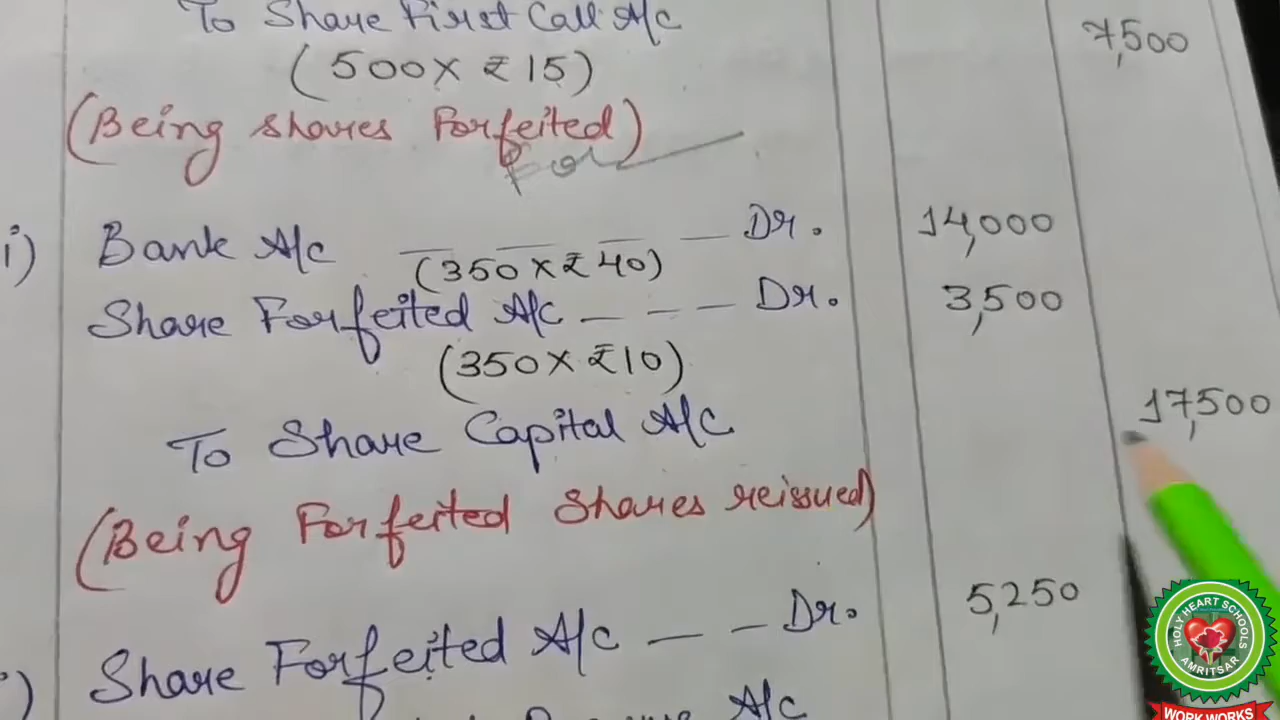 To Share First Call A/c 7,500
(500 X ₹ 15)
(Being shares Forfeited)
For
i) Bank A/c — — — — Dr. 14,000
(350 X ₹ 40)
Share Forfeited A/c — — — Dr. 3,500
(350 X ₹ 10)
To Share Capital A/c 17,500
(Being Forfeited Shares reissued)
) Share Forfeited A/c — — Dr. 5,250
A/c
HOLY HEART SCHOOLS
AMRITSAR
WORK WORKS